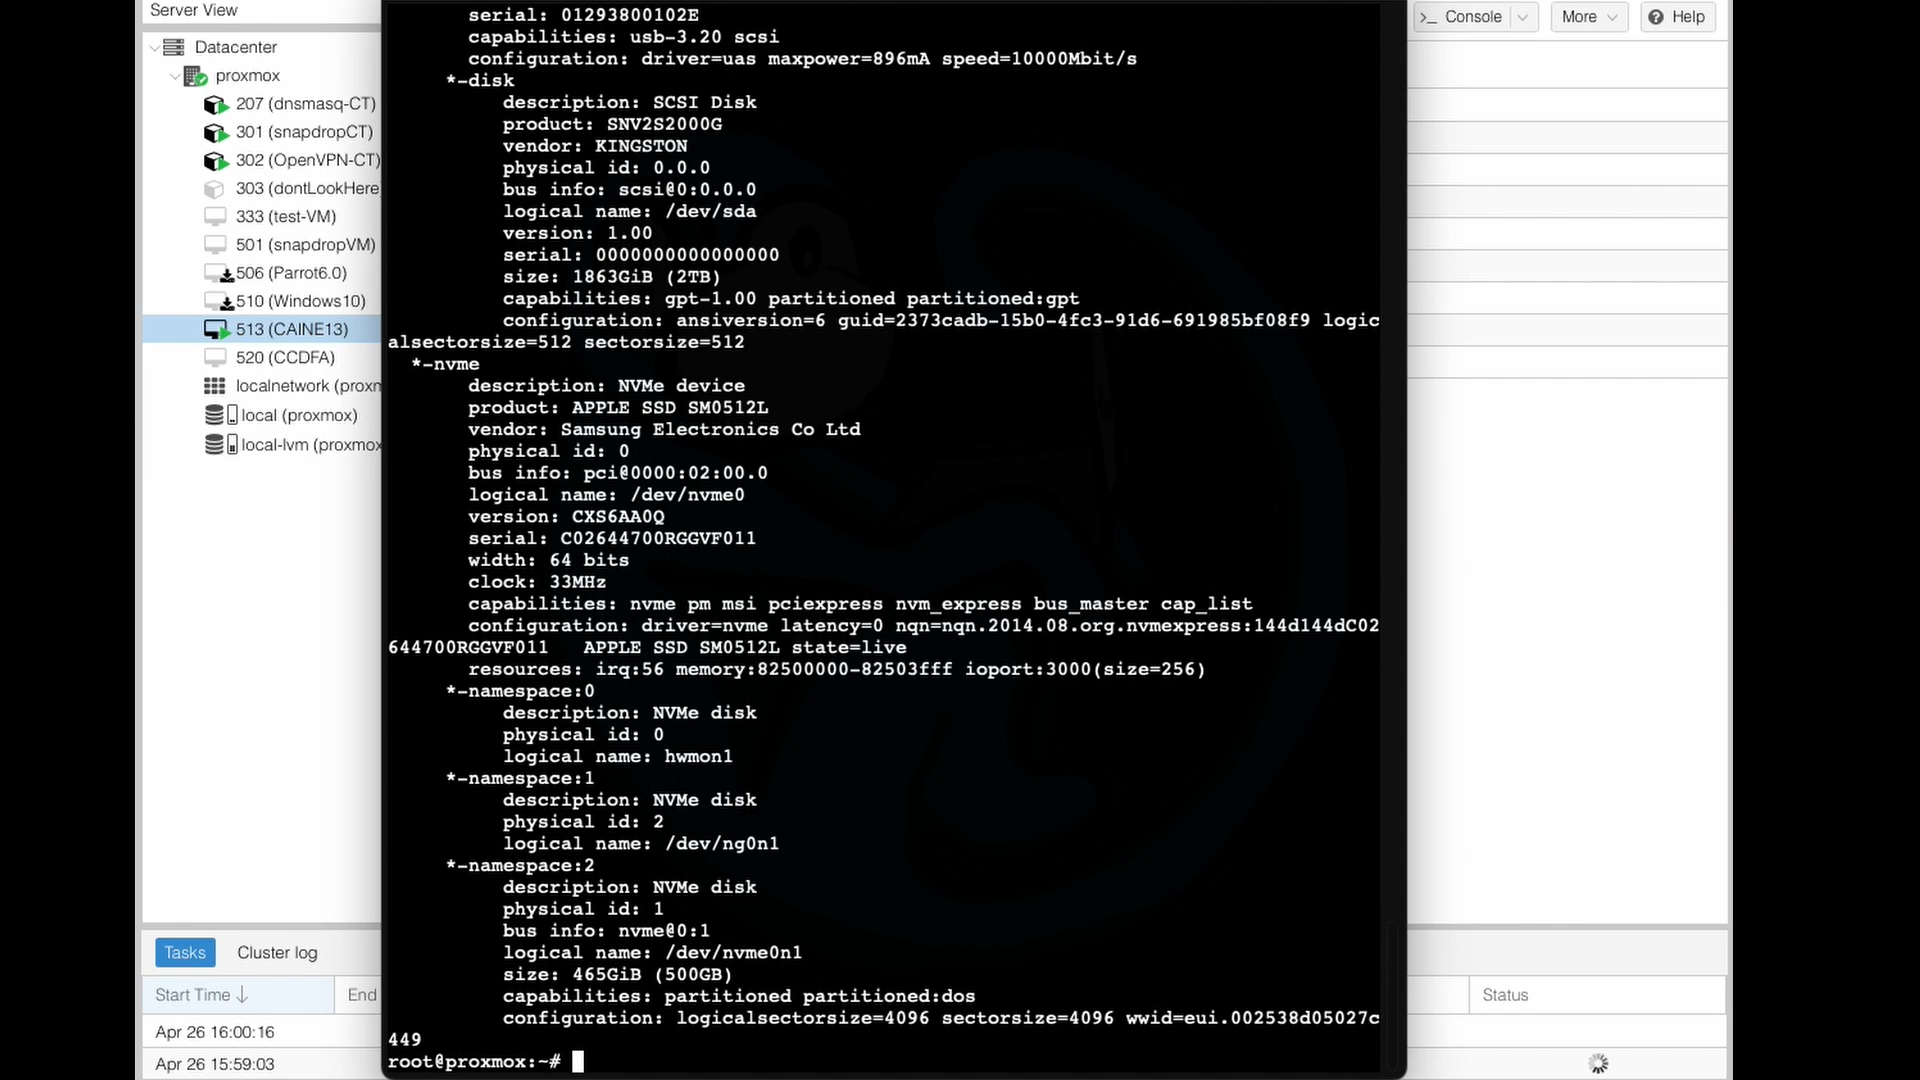 Server View
Datacenter
proxmox
207 (dnsmasq-CT)
301 (snapdropCT)
302 (OpenVPN-CT)
303 (dontLookHere
333 (test-VM)
501 (snapdropVM)
506 (Parrot6.0)
510 (Windows10)
513 (CAINE13)
520 (CCDFA)
localnetwork (proxm
local (proxmox)
local-lvm (proxmox
serial: 01293800102E
capabilities: usb-3.20 scsi
configuration: driver=uas maxpower=896mA speed=10000Mbit/s
*-disk
description: SCSI Disk
product: SNV2S2000G
vendor: KINGSTON
physical id: 0.0.0
bus info: scsi@0:0.0.0
logical name: /dev/sda
version: 1.00
serial: 0000000000000000
size: 1863GiB (2TB)
capabilities: gpt-1.00 partitioned partitioned:gpt
configuration: ansiversion=6 guid=2373cadb-15b0-4fc3-91d6-691985bf08f9 logic
alsectorsize=512 sectorsize=512
*-nvme
description: NVMe device
product: APPLE SSD SM0512L
vendor: Samsung Electronics Co Ltd
physical id: 0
bus info: pci@0000:02:00.0
logical name: /dev/nvme0
version: CXS6AA0Q
serial: C02644700RGGVF011
width: 64 bits
clock: 33MHz
capabilities: nvme pm msi pciexpress nvm_express bus_master cap_list
configuration: driver=nvme latency=0 nqn=nqn.2014.08.org.nvmexpress:144d144dC02
644700RGGVF011   APPLE SSD SM0512L state=live
resources: irq:56 memory:82500000-82503fff ioport:3000(size=256)
*-namespace:0
description: NVMe disk
physical id: 0
logical name: hwmon1
*-namespace:1
description: NVMe disk
physical id: 2
logical name: /dev/ng0n1
*-namespace:2
description: NVMe disk
physical id: 1
bus info: nvme@0:1
logical name: /dev/nvme0n1
size: 465GiB (500GB)
capabilities: partitioned partitioned:dos
configuration: logicalsectorsize=4096 sectorsize=4096 wwid=eui.002538d05027c
449
root@proxmox:~#
>_ Console
More
? Help
Tasks
Cluster log
Start Time ↓
End
Status
Apr 26 16:00:16
Apr 26 15:59:03